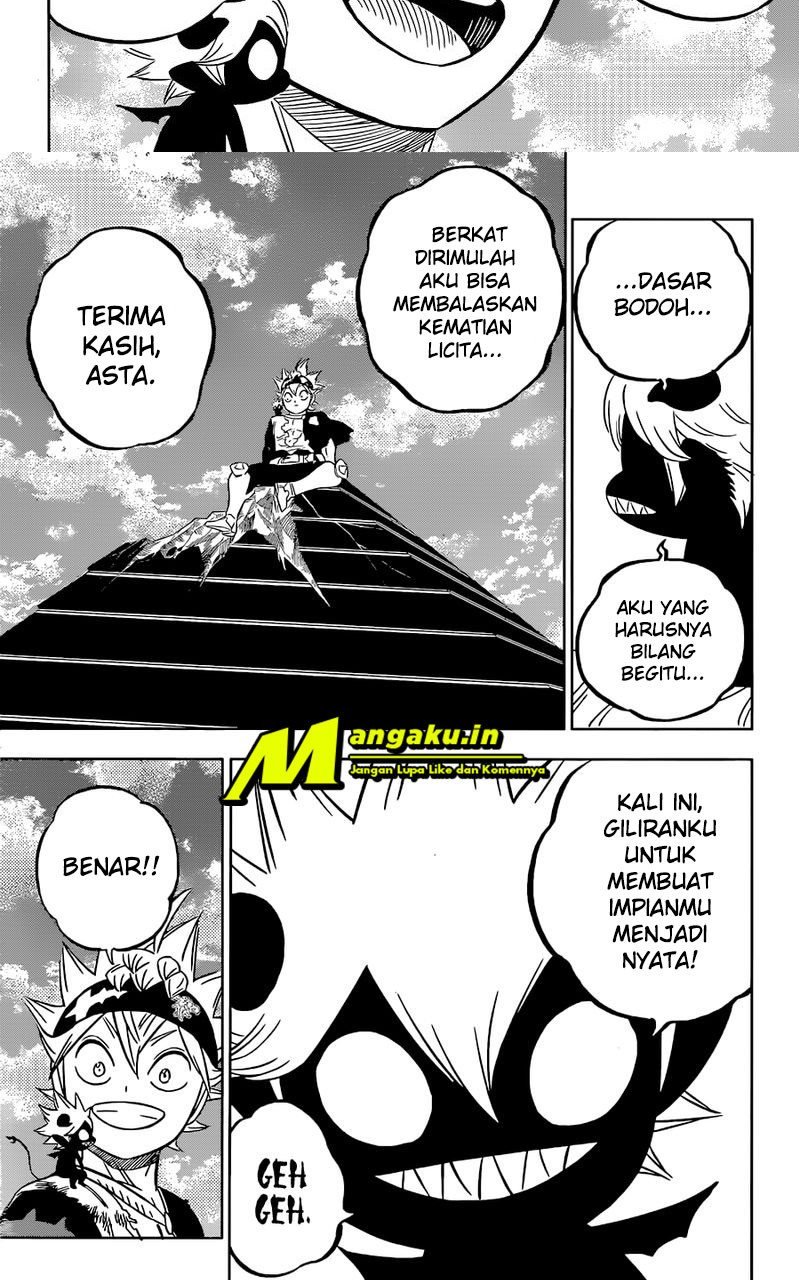 ...DASAR
BODOH...
AKU YANG
HARUSNYA
BILANG
BEGITU...
BERKAT
DIRIMULAH
AKU BISA
MEMBALASKAN
KEMATIAN
LICITA...
TERIMA
KASIH,
ASTA.
Mangaku.in
Jangan Lupa Like dan Komennya
KALI INI,
GILIRANKU
UNTUK
MEMBUAT
IMPIANMU
MENJADI
NYATA!
GEH
GEH.
BENAR!!